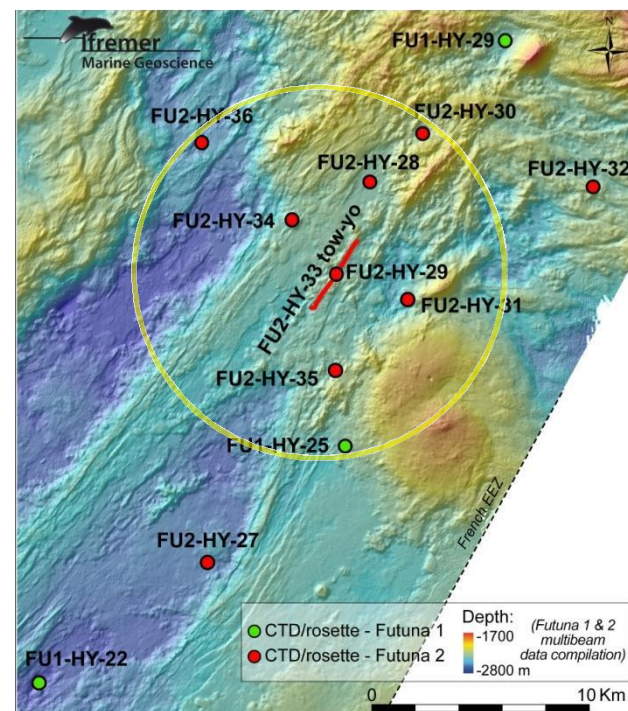 Ifremer
Marine Geoscience
FU1-HY-29
N
FU2-HY-36
FU2-HY-30
FU2-HY-28
FU2-HY-32
FU2-HY-34
FU2-HY-33 tow-yo
FU2-HY-29
FU2-HY-31
FU2-HY-35
FU1-HY-25
French EEZ
FU2-HY-27
CTD/rosette - Futuna 1
CTD/rosette - Futuna 2
Depth:
-1700
-2800 m
(Futuna 1 & 2
multibeam
data compilation)
FU1-HY-22
0
10 Km